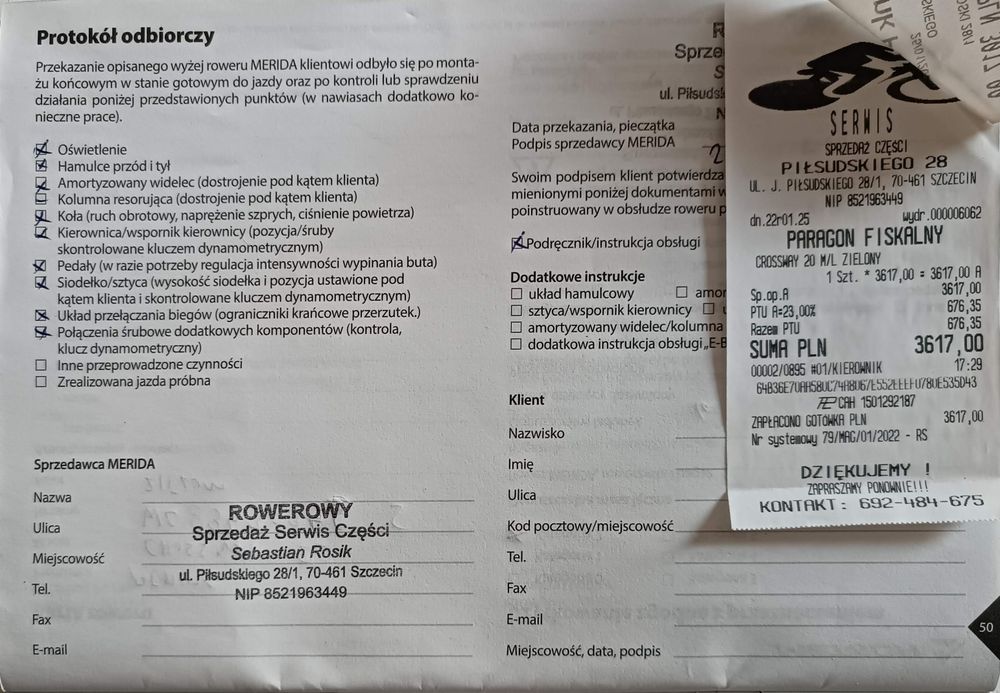 Protokół odbiorczy
Przekazanie opisanego wyżej roweru MERIDA klientowi odbyło się po monta-
żu końcowym w stanie gotowym do jazdy oraz po kontroli lub sprawdzeniu
działania poniżej przedstawionych punktów (w nawiasach dodatkowo ko-
nieczne prace).
Oświetlenie
Hamulce przód i tył
Amortyzowany widelec (dostrojenie pod kątem klienta)
Kolumna resorująca (dostrojenie pod kątem klienta)
Koła (ruch obrotowy, naprężenie szprych, ciśnienie powietrza)
Kierownica/wspornik kierownicy (pozycja/śruby
skontrolowane kluczem dynamometrycznym)
Pedały (w razie potrzeby regulacja intensywności wypinania buta)
Siodełko/sztyca (wysokość siodełka i pozycja ustawione pod
kątem klienta i skontrolowane kluczem dynamometrycznym)
Układ przełączania biegów (ograniczniki krańcowe przerzutek.)
Połączenia śrubowe dodatkowych komponentów (kontrola,
klucz dynamometryczny)
Inne przeprowadzone czynności
Zrealizowana jazda próbna
Sprzedawca MERIDA
Nazwa
Ulica
Miejscowość
Tel.
Fax
E-mail
ROWEROWY
Sprzedaż Serwis Części
Sebastian Rosik
ul. Piłsudskiego 28/1, 70-461 Szczecin
NIP 8521963449
Sprze
S
ul. Piłsuds
N
Data przekazania, pieczątka
Podpis sprzedawcy MERIDA
2
Swoim podpisem klient potwierdza
mienionymi poniżej dokumentami w
poinstruowany w obsłudze roweru p
Podręcznik/instrukcja obsługi
Dodatkowe instrukcje
układ hamulcowy
amor
sztyca/wspornik kierownicy
amortyzowany widelec/kolumna
dodatkowa instrukcja obsługi „E-B
Klient
Nazwisko
Imię
Ulica
Kod pocztowy/miejscowość
Tel.
Fax
E-mail
Miejscowość, data, podpis
50
SERWIS
SPRZEDAŻ CZĘŚCI
PIŁSUDSKIEGO 28
UL. J. PIŁSUDSKIEGO 28/1, 70-461 SZCZECIN
NIP 8521963449
dn.22r01.25 wydr.000006062
PARAGON FISKALNY
CROSSWAY 20 M/L ZIELONY
1 Szt. * 3617,00 = 3617,00 A
Sp.op.A 3617,00
PTU A=23,00% 676,35
Razem PTU 676,35
SUMA PLN 3617,00
00002/0895 #01/KIEROWNIK 17:29
CAH 1501292187
ZAPŁACONO GOTÓWKA PLN 3617,00
Nr systemowy 79/MAG/01/2022 - RS
DZIĘKUJEMY !
ZAPRASZAMY PONOWNIE!!!
KONTAKT: 692-484-675